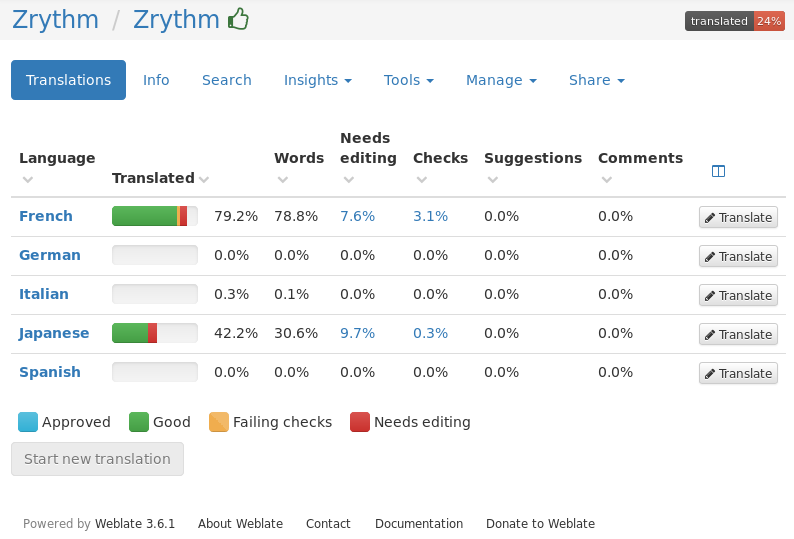 Zrythm / Zrythm
translated 24%
Translations Info Search Insights Tools Manage Share
Language Translated Words Needs editing Checks Suggestions Comments
French 79.2% 78.8% 7.6% 3.1% 0.0% 0.0% Translate
German 0.0% 0.0% 0.0% 0.0% 0.0% 0.0% Translate
Italian 0.3% 0.1% 0.0% 0.0% 0.0% 0.0% Translate
Japanese 42.2% 30.6% 9.7% 0.3% 0.0% 0.0% Translate
Spanish 0.0% 0.0% 0.0% 0.0% 0.0% 0.0% Translate
Approved Good Failing checks Needs editing
Start new translation
Powered by Weblate 3.6.1 About Weblate Contact Documentation Donate to Weblate